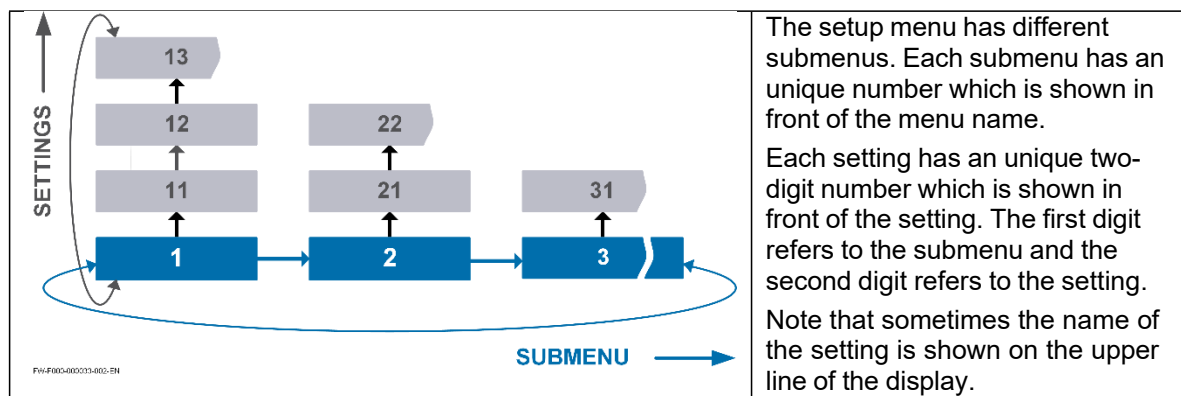 SETTINGS
13
12
22
11
21
31
1
2
3
SUBMENU
FW-F000-000030-002-EN
The setup menu has different
submenus. Each submenu has an
unique number which is shown in
front of the menu name.
Each setting has an unique two-
digit number which is shown in
front of the setting. The first digit
refers to the submenu and the
second digit refers to the setting.
Note that sometimes the name of
the setting is shown on the upper
line of the display.